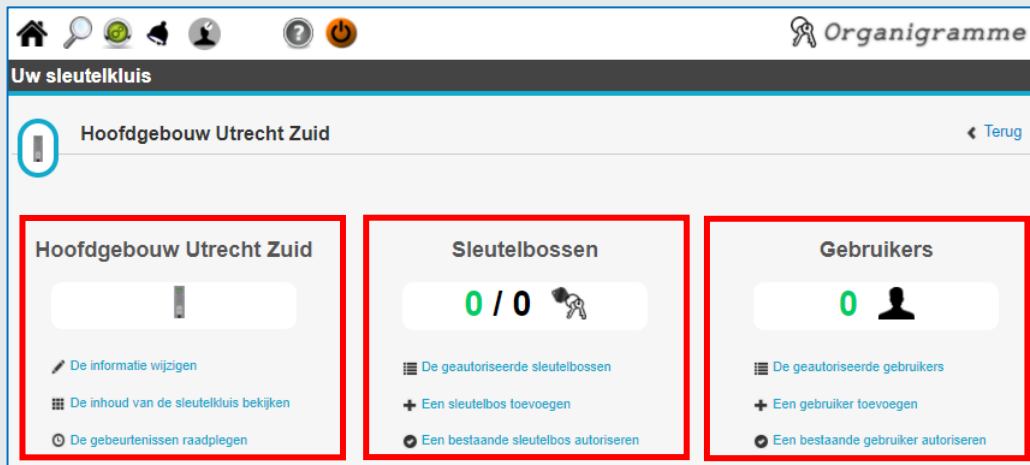 Organigramme
Uw sleutelkluis
Hoofdgebouw Utrecht Zuid
Terug
Hoofdgebouw Utrecht Zuid
De informatie wijzigen
De inhoud van de sleutelkluis bekijken
De gebeurtenissen raadplegen
Sleutelbossen
0 / 0
De geautoriseerde sleutelbossen
Een sleutelbos toevoegen
Een bestaande sleutelbos autoriseren
Gebruikers
0
De geautoriseerde gebruikers
Een gebruiker toevoegen
Een bestaande gebruiker autoriseren